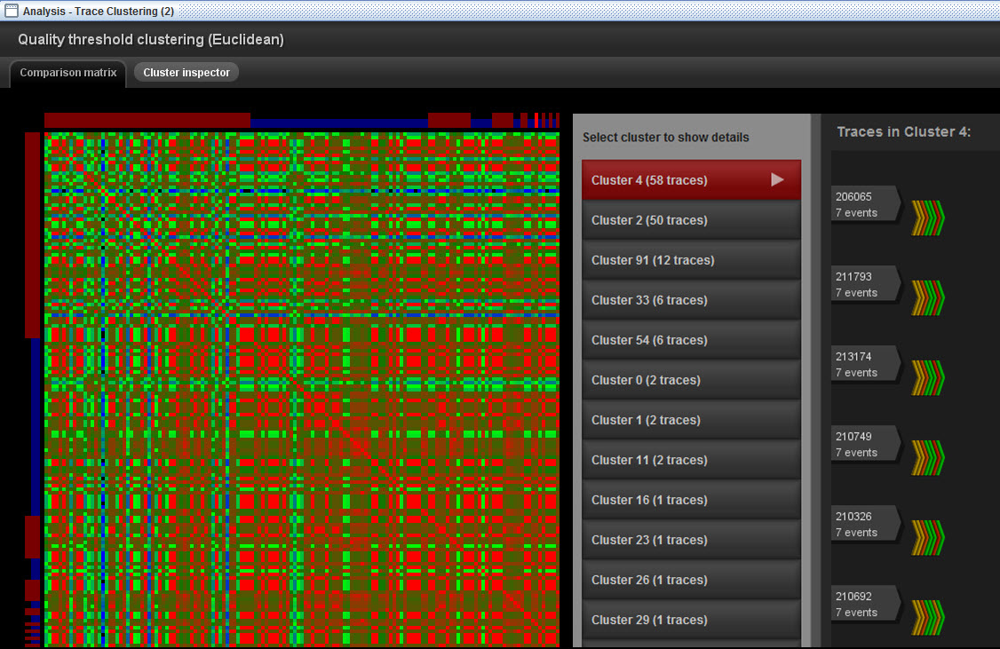 Analysis - Trace Clustering (2)
Quality threshold clustering (Euclidean)
Comparison matrix
Cluster inspector
Select cluster to show details
Cluster 4 (58 traces)
Cluster 2 (50 traces)
Cluster 91 (12 traces)
Cluster 33 (6 traces)
Cluster 54 (6 traces)
Cluster 0 (2 traces)
Cluster 1 (2 traces)
Cluster 11 (2 traces)
Cluster 16 (1 traces)
Cluster 23 (1 traces)
Cluster 26 (1 traces)
Cluster 29 (1 traces)
Traces in Cluster 4:
206065
7 events
211793
7 events
213174
7 events
210749
7 events
210326
7 events
210692
7 events